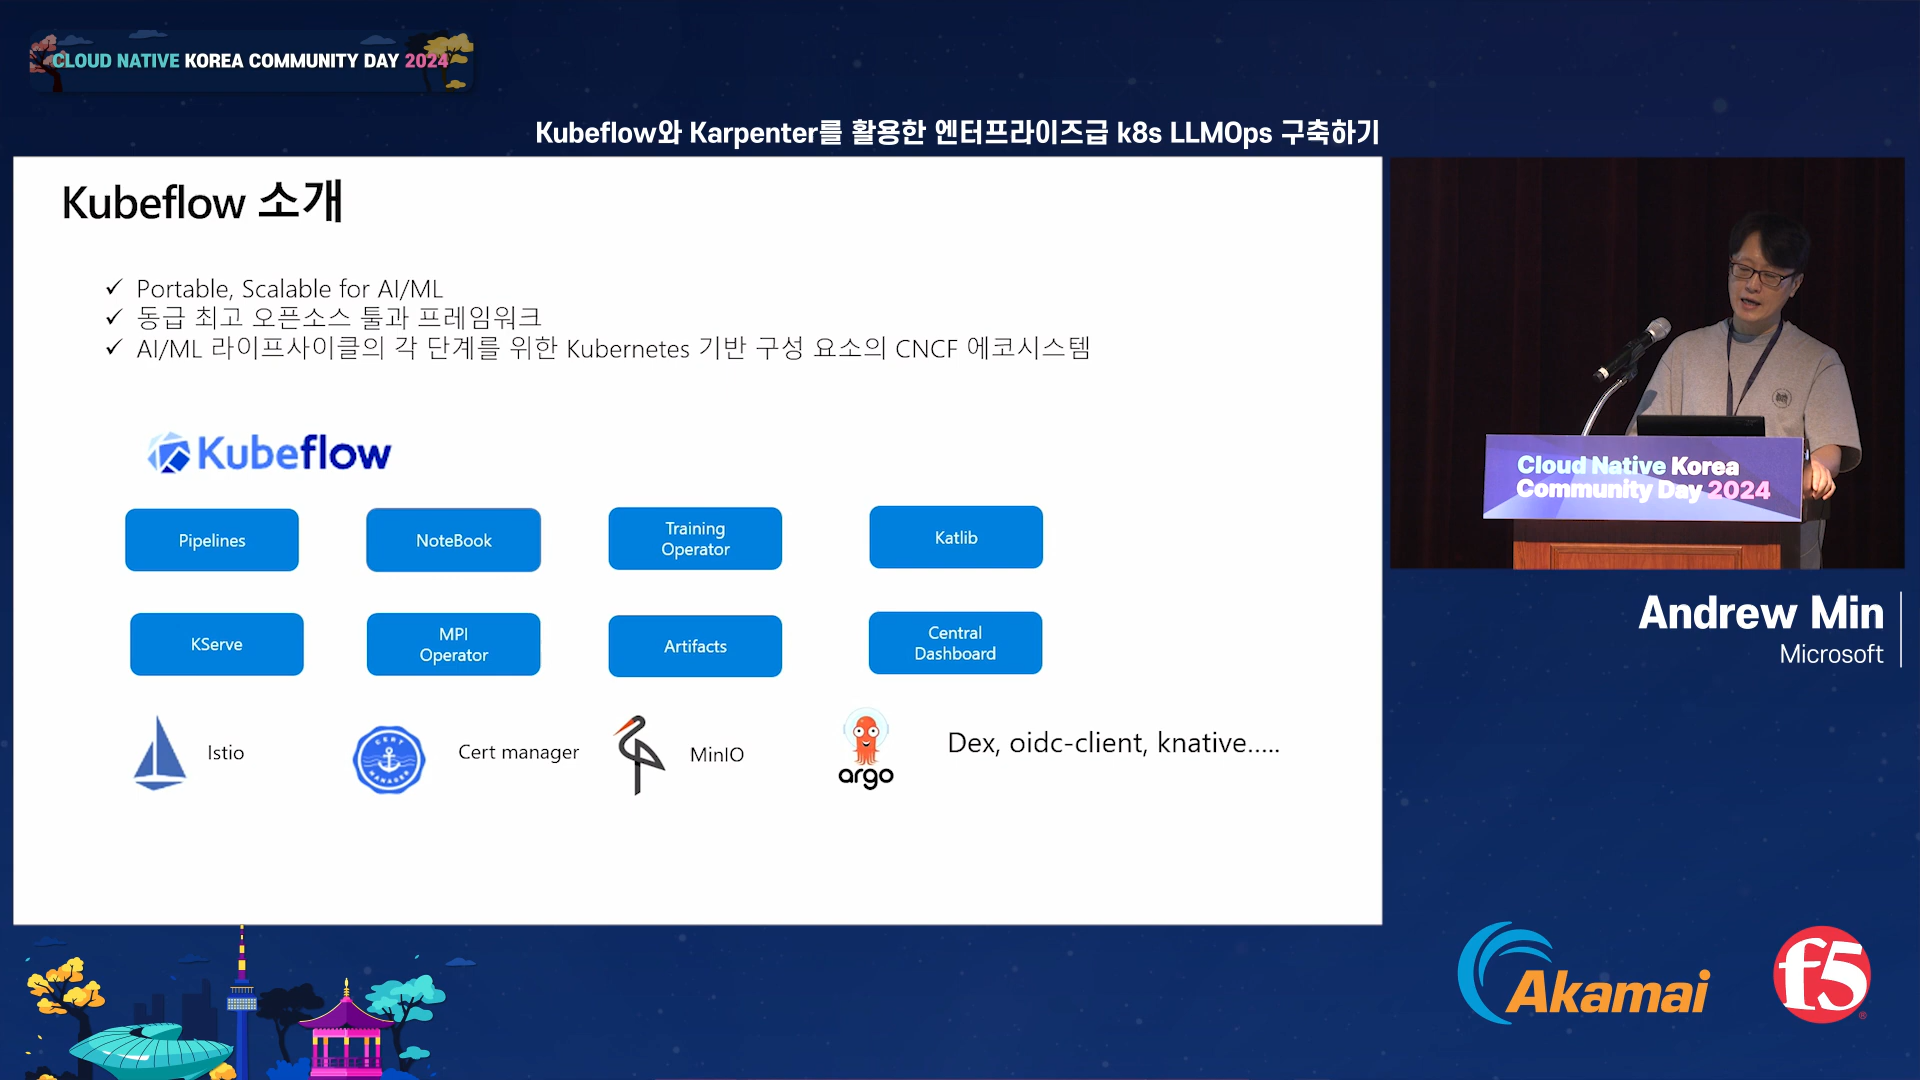 CLOUD NATIVE KOREA COMMUNITY DAY 2024
Kubeflow와 Karpenter를 활용한 엔터프라이즈급 k8s LLMOps 구축하기
Kubeflow 소개
✓ Portable, Scalable for AI/ML
✓ 동급 최고 오픈소스 툴과 프레임워크
✓ AI/ML 라이프사이클의 각 단계를 위한 Kubernetes 기반 구성 요소의 CNCF 에코시스템
Kubeflow
Pipelines
NoteBook
Training
Operator
Katlib
KServe
MPI
Operator
Artifacts
Central
Dashboard
Istio
CERT
MANAGER
Cert manager
MinIO
argo
Dex, oidc-client, knative.....
Cloud Native Korea
Community Day 2024
Andrew Min
Microsoft
Akamai
f5